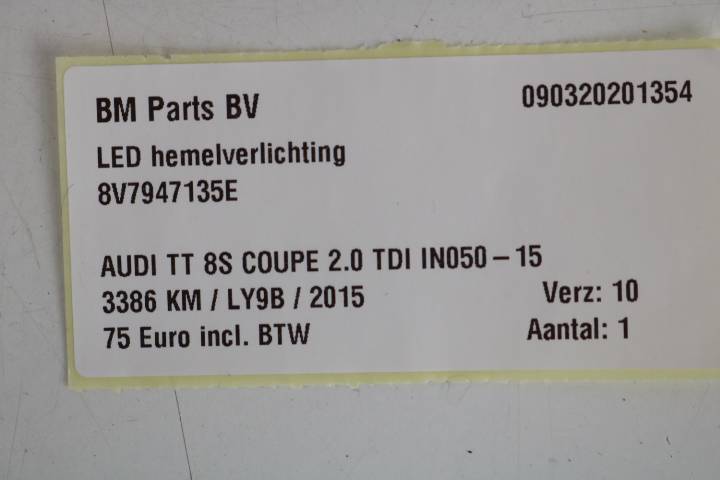 BM Parts BV 090320201354
LED hemelverlichting
8V7947135E
AUDI TT 8S COUPE 2.0 TDI IN050-15
3386 KM / LY9B / 2015 Verz: 10
75 Euro incl. BTW Aantal: 1